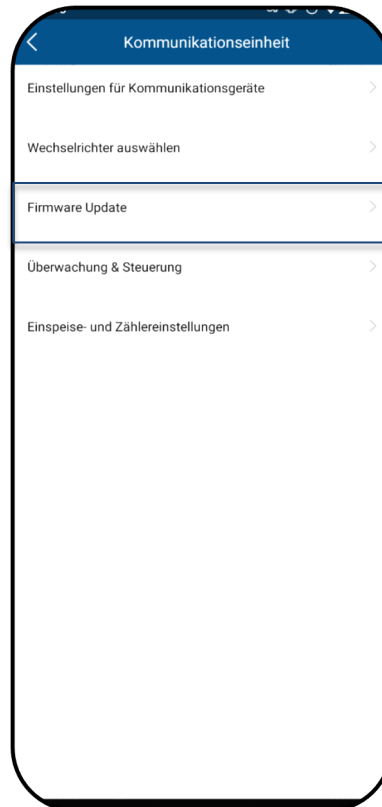 Kommunikationseinheit
Einstellungen für Kommunikationsgeräte
Wechselrichter auswählen
Firmware Update
Überwachung & Steuerung
Einspeise- und Zählereinstellungen